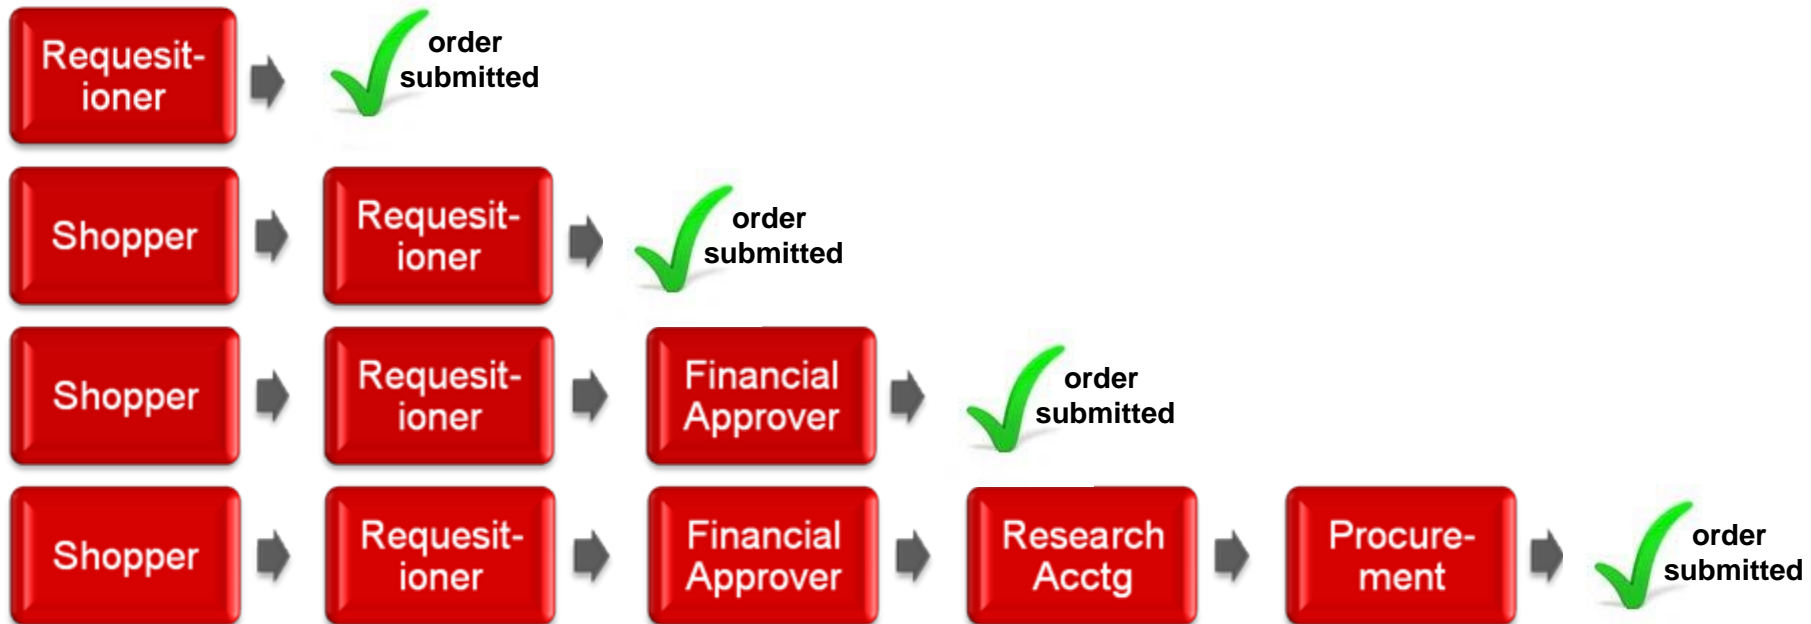 Requesit-
ioner
order
submitted
Shopper
Requesit-
ioner
order
submitted
Shopper
Requesit-
ioner
Financial
Approver
order
submitted
Shopper
Requesit-
ioner
Financial
Approver
Research
Acctg
Procure-
ment
order
submitted